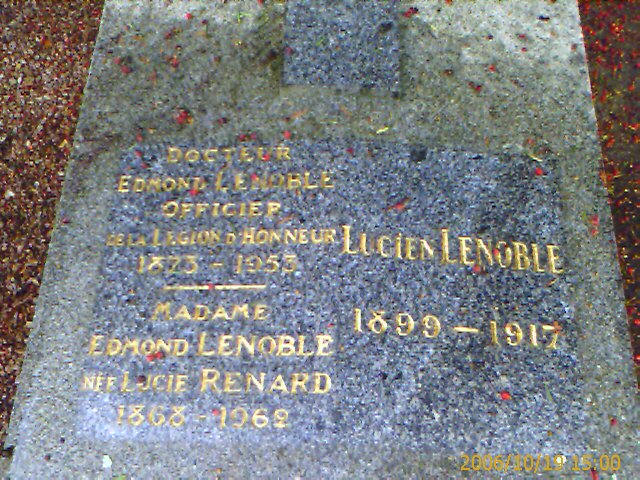 DOCTEUR
EDMOND LENOBLE
OFFICIER
DE LA LEGION D'HONNEUR
1873 - 1953
MADAME
EDMOND LENOBLE
NÉE LUCIE RENARD
1868 - 1962
LUCIEN LENOBLE
1899 - 1917
2006/10/19 15:00